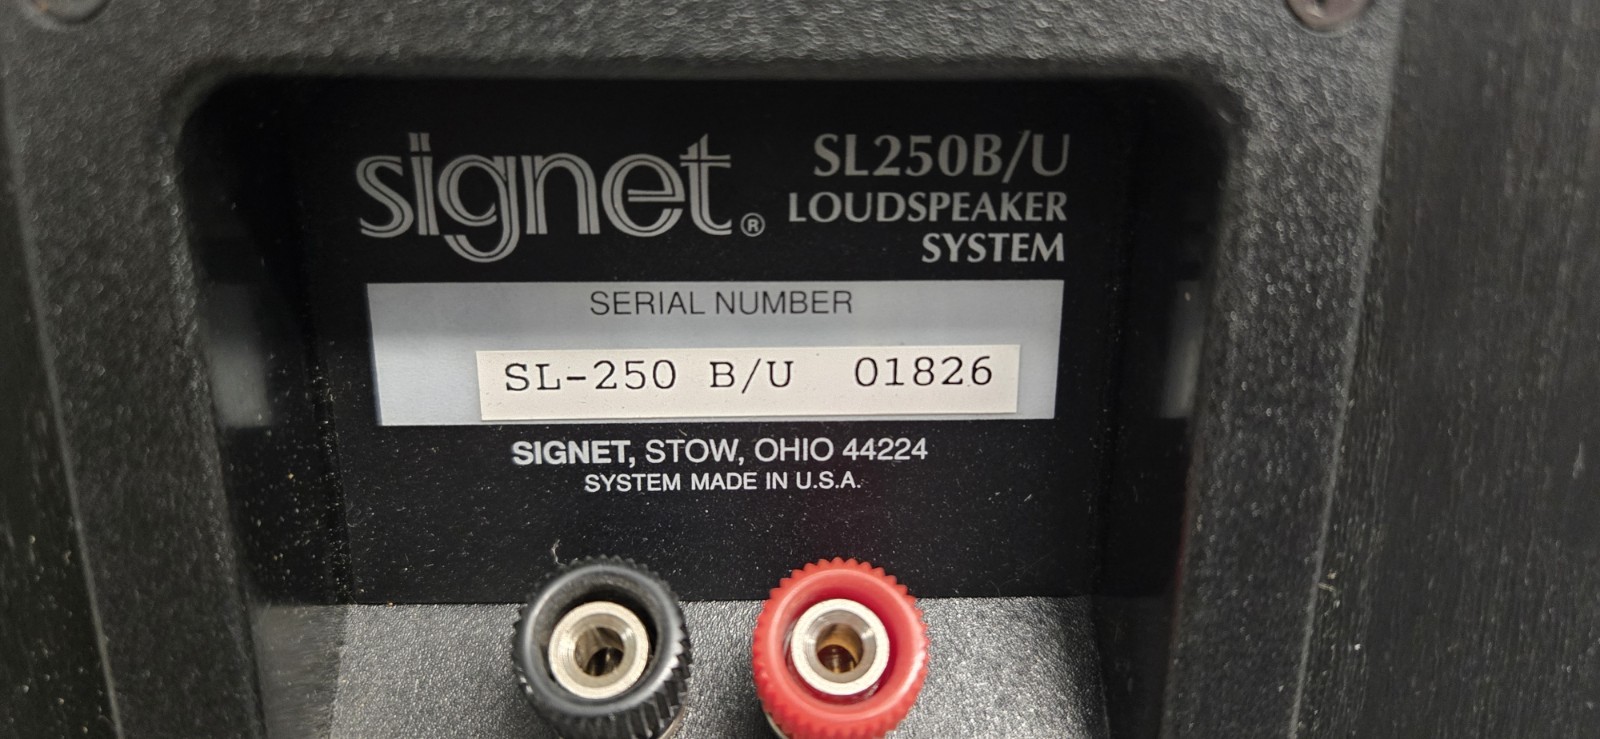 signet®
SL250B/U
LOUDSPEAKER
SYSTEM
SERIAL NUMBER
SL-250 B/U 01826
SIGNET, STOW, OHIO 44224
SYSTEM MADE IN U.S.A.